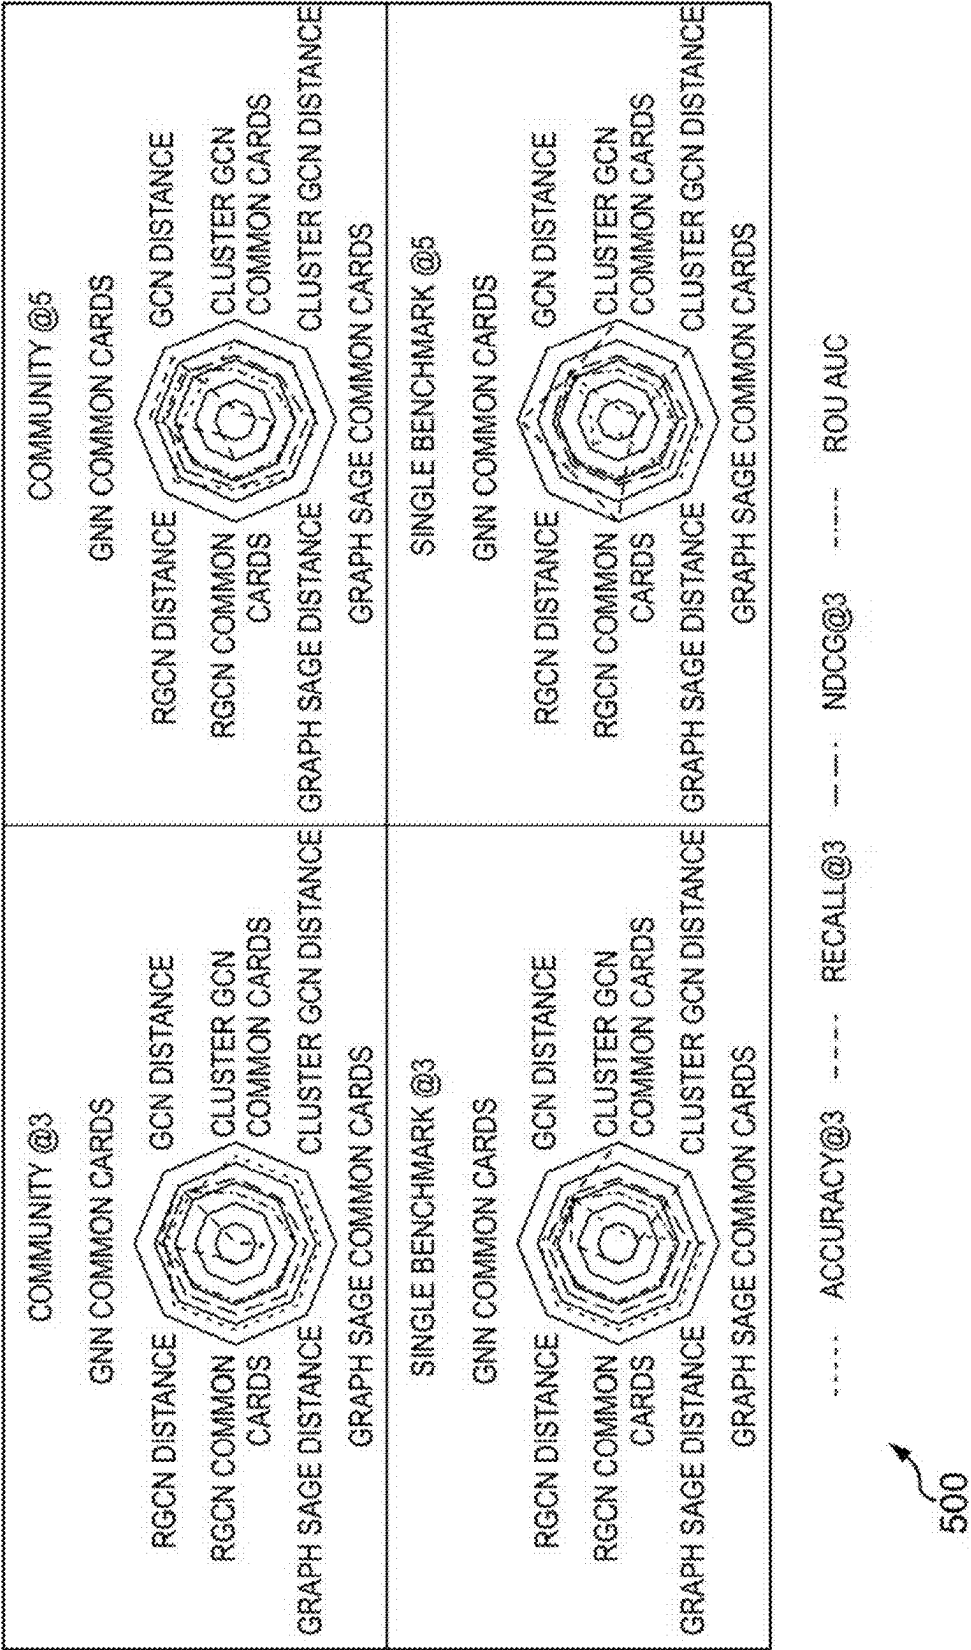 COMMUNITY @3
GNN COMMON CARDS
RGCN DISTANCE
GCN DISTANCE
RGCN COMMON
CARDS
CLUSTER GCN
COMMON CARDS
GRAPH SAGE DISTANCE
CLUSTER GCN DISTANCE
GRAPH SAGE COMMON CARDS
COMMUNITY @5
GNN COMMON CARDS
RGCN DISTANCE
GCN DISTANCE
RGCN COMMON
CARDS
CLUSTER GCN
COMMON CARDS
GRAPH SAGE DISTANCE
CLUSTER GCN DISTANCE
GRAPH SAGE COMMON CARDS
SINGLE BENCHMARK @3
GNN COMMON CARDS
RGCN DISTANCE
GCN DISTANCE
RGCN COMMON
CARDS
CLUSTER GCN
COMMON CARDS
GRAPH SAGE DISTANCE
CLUSTER GCN DISTANCE
GRAPH SAGE COMMON CARDS
SINGLE BENCHMARK @5
GNN COMMON CARDS
RGCN DISTANCE
GCN DISTANCE
RGCN COMMON
CARDS
CLUSTER GCN
COMMON CARDS
GRAPH SAGE DISTANCE
CLUSTER GCN DISTANCE
GRAPH SAGE COMMON CARDS
ACCURACY@3 RECALL@3 NDCG@3 ROU AUC
500